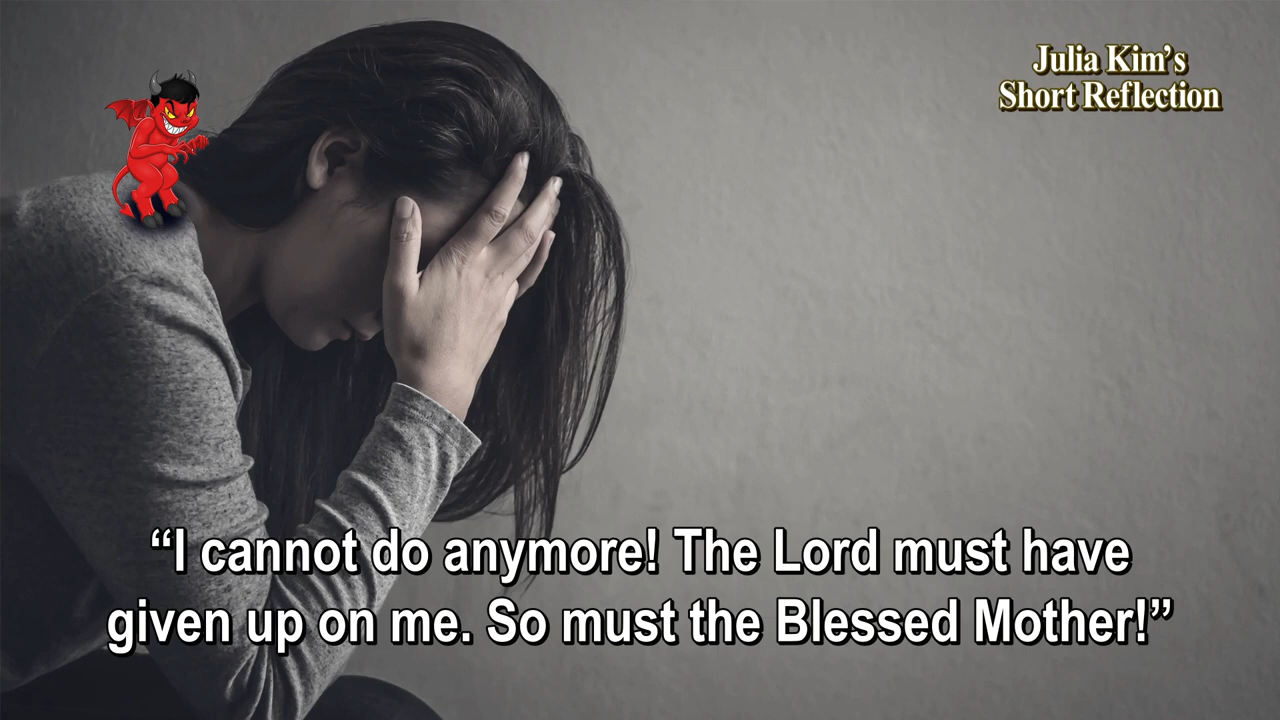 Julia Kim’s
Short Reflection
“I cannot do anymore! The Lord must have
given up on me. So must the Blessed Mother!”